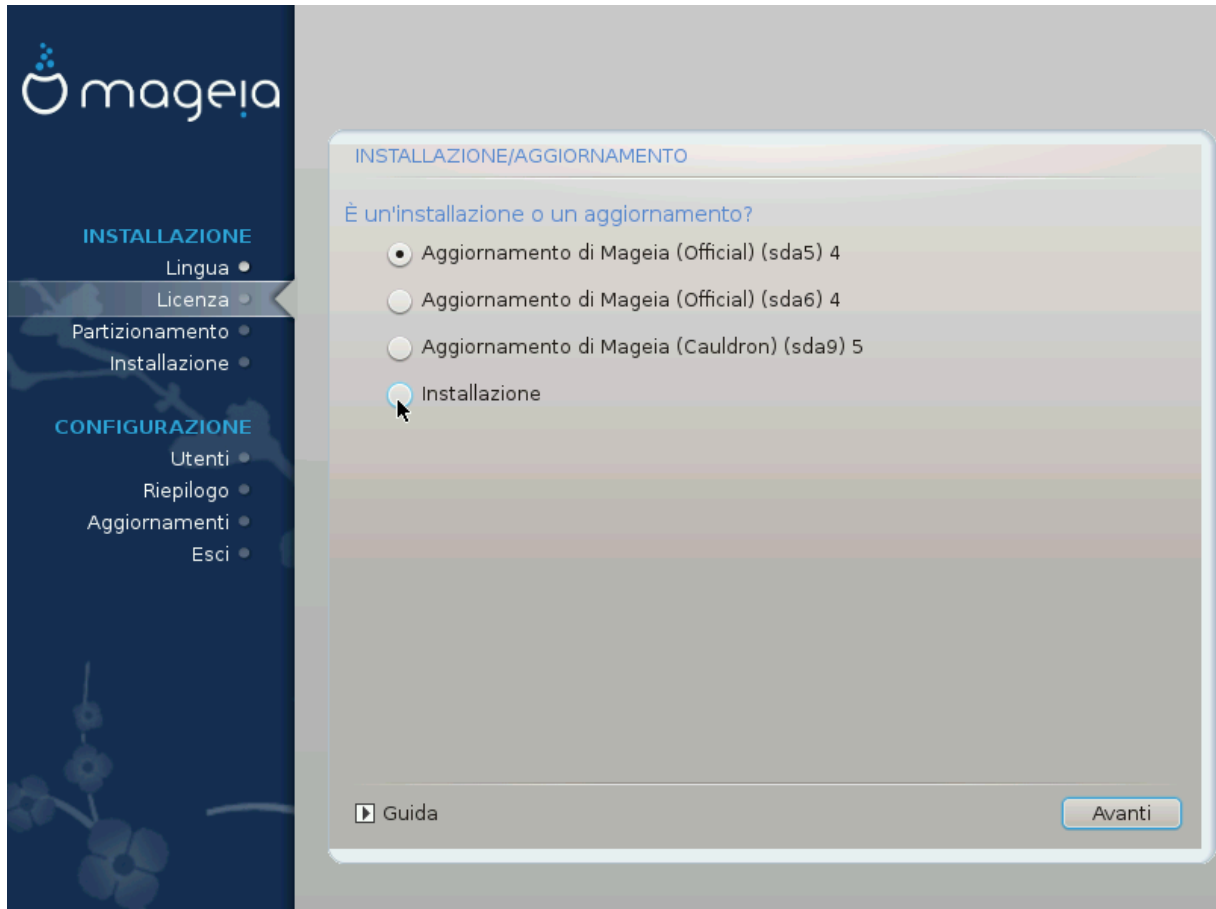 mageia
INSTALLAZIONE
Lingua
Licenza
Partizionamento
Installazione
CONFIGURAZIONE
Utenti
Riepilogo
Aggiornamenti
Esci
INSTALLAZIONE/AGGIORNAMENTO
È un'installazione o un aggiornamento?
Aggiornamento di Mageia (Official) (sda5) 4
Aggiornamento di Mageia (Official) (sda6) 4
Aggiornamento di Mageia (Cauldron) (sda9) 5
Installazione
Guida
Avanti